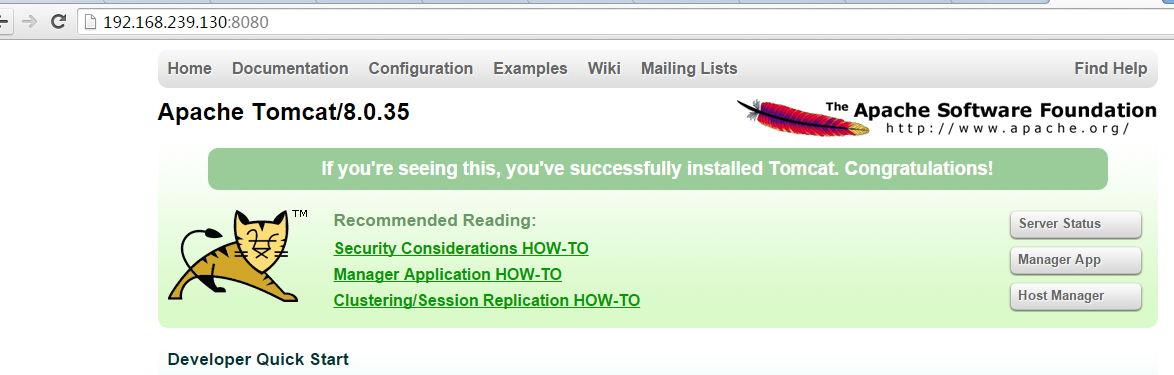 192.168.239.130:8080
Home Documentation Configuration Examples Wiki Mailing Lists Find Help
Apache Tomcat/8.0.35
The Apache Software Foundation
http://www.apache.org/
If you're seeing this, you've successfully installed Tomcat. Congratulations!
TM
Recommended Reading:
Security Considerations HOW-TO
Manager Application HOW-TO
Clustering/Session Replication HOW-TO
Server Status
Manager App
Host Manager
Developer Quick Start